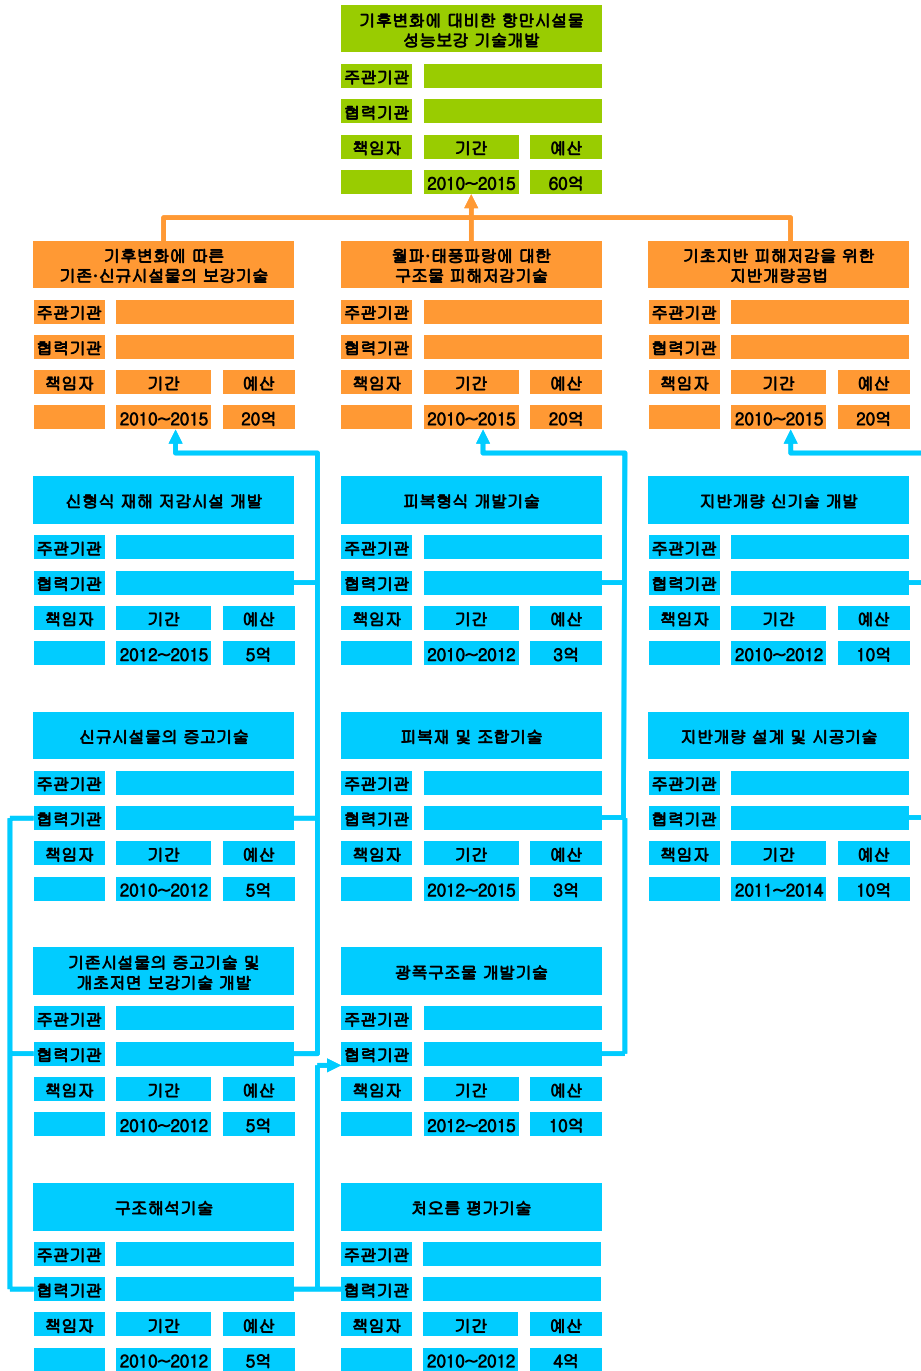 기후변화에 대비한 항만시설물
성능보강 기술개발
주관기관
협력기관
책임자 기간 예산
2010~2015 60억
기후변화에 따른
기존·신규시설물의 보강기술
주관기관
협력기관
책임자 기간 예산
2010~2015 20억
월파·태풍파랑에 대한
구조물 피해저감기술
주관기관
협력기관
책임자 기간 예산
2010~2015 20억
기초지반 피해저감을 위한
지반개량공법
주관기관
협력기관
책임자 기간 예산
2010~2015 20억
신형식 재해 저감시설 개발
주관기관
협력기관
책임자 기간 예산
2012~2015 5억
피복형식 개발기술
주관기관
협력기관
책임자 기간 예산
2010~2012 3억
지반개량 신기술 개발
주관기관
협력기관
책임자 기간 예산
2010~2012 10억
신규시설물의 증고기술
주관기관
협력기관
책임자 기간 예산
2010~2012 5억
피복재 및 조합기술
주관기관
협력기관
책임자 기간 예산
2012~2015 3억
지반개량 설계 및 시공기술
주관기관
협력기관
책임자 기간 예산
2011~2014 10억
기존시설물의 증고기술 및
개초저면 보강기술 개발
주관기관
협력기관
책임자 기간 예산
2010~2012 5억
광폭구조물 개발기술
주관기관
협력기관
책임자 기간 예산
2012~2015 10억
구조해석기술
주관기관
협력기관
책임자 기간 예산
2010~2012 5억
처오름 평가기술
주관기관
협력기관
책임자 기간 예산
2010~2012 4억